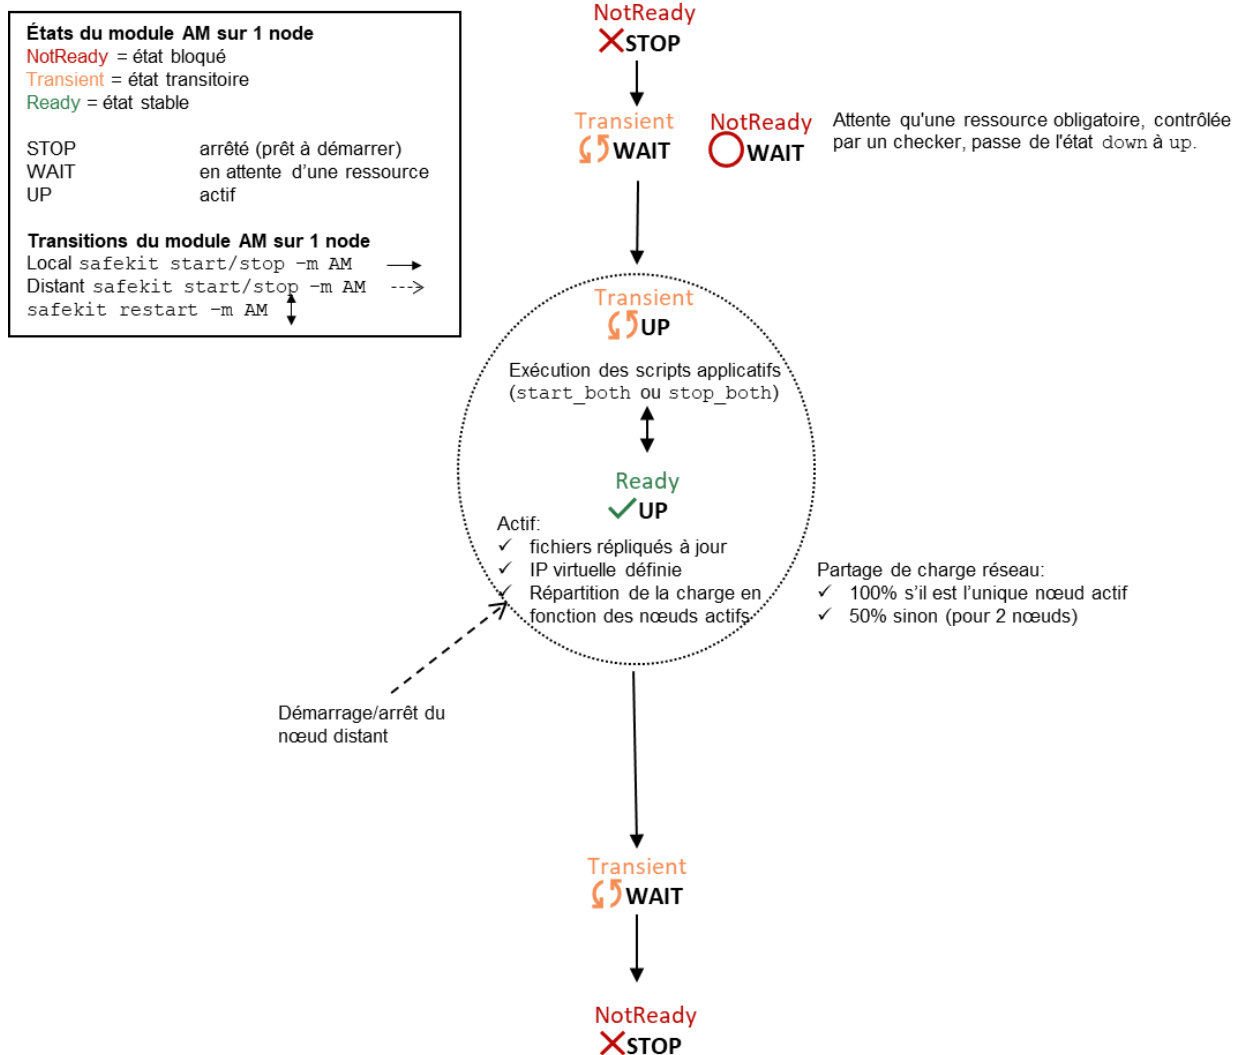 États du module AM sur 1 node
NotReady = état bloqué
Transient = état transitoire
Ready = état stable
STOP arrêté (prêt à démarrer)
WAIT en attente d'une ressource
UP actif
Transitions du module AM sur 1 node
Local safekit start/stop -m AM
Distant safekit start/stop -m AM
safekit restart -m AM
NotReady
STOP
Transient
WAIT
NotReady
WAIT
Attente qu'une ressource obligatoire, contrôlée
par un checker, passe de l'état down à up.
Transient
UP
Exécution des scripts applicatifs
(start_both ou stop_both)
Ready
UP
Actif:
✓ fichiers répliqués à jour
✓ IP virtuelle définie
✓ Répartition de la charge en
fonction des nœuds actifs
Partage de charge réseau:
✓ 100% s'il est l'unique nœud actif
✓ 50% sinon (pour 2 nœuds)
Démarrage/arrêt du
nœud distant
Transient
WAIT
NotReady
STOP